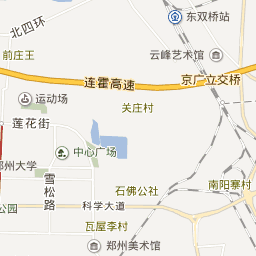 东双桥站
北四环
前庄王
云峰艺术馆
京广立交桥
连霍高速
运动场
关庄村
莲花街
郑州大学
中心广场
雪松路
石佛公社
南阳寨村
公园
科学大道
瓦屋李村
郑州美术馆